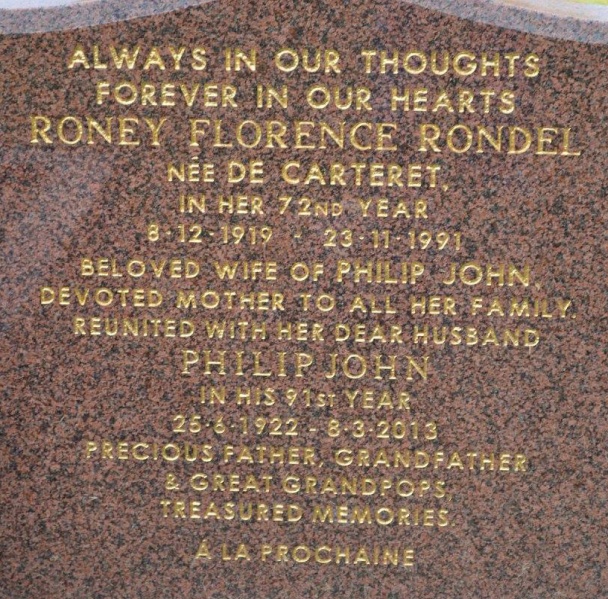 ALWAYS IN OUR THOUGHTS
FOREVER IN OUR HEARTS
RONEY FLORENCE RONDEL
NÉE DE CARTERET,
IN HER 72ND YEAR
8·12·1919 - 23·11·1991
BELOVED WIFE OF PHILIP JOHN,
DEVOTED MOTHER TO ALL HER FAMILY.
REUNITED WITH HER DEAR HUSBAND
PHILIP JOHN
IN HIS 91st YEAR
25·6·1922 - 8·3·2013
PRECIOUS FATHER, GRANDFATHER
& GREAT GRANDPOPS,
TREASURED MEMORIES.
Á LA PROCHAINE